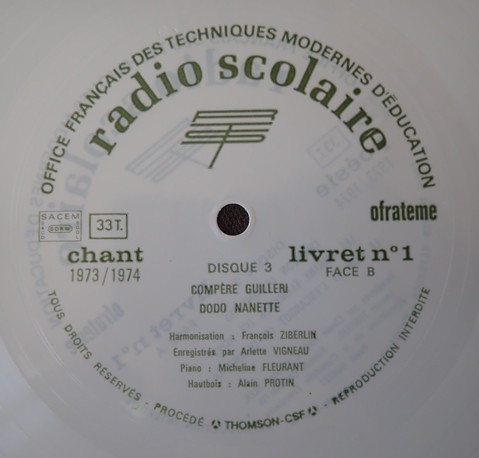 OFFICE FRANÇAIS DES TECHNIQUES MODERNES D'ÉDUCATION
radio scolaire
SACEM
SDRM
33 T.
ofrateme
chant
1973/1974
DISQUE 3
livret nº1
FACE B
COMPÈRE GUILLERI
DODO NANETTE
Harmonisation : François ZIBERLIN
Enregistrés par Arlette VIGNEAU
Piano : Micheline FLEURANT
Hautbois : Alain PROTIN
TOUS DROITS RÉSERVÉS - PROCÉDÉ THOMSON-CSF - REPRODUCTION INTERDITE